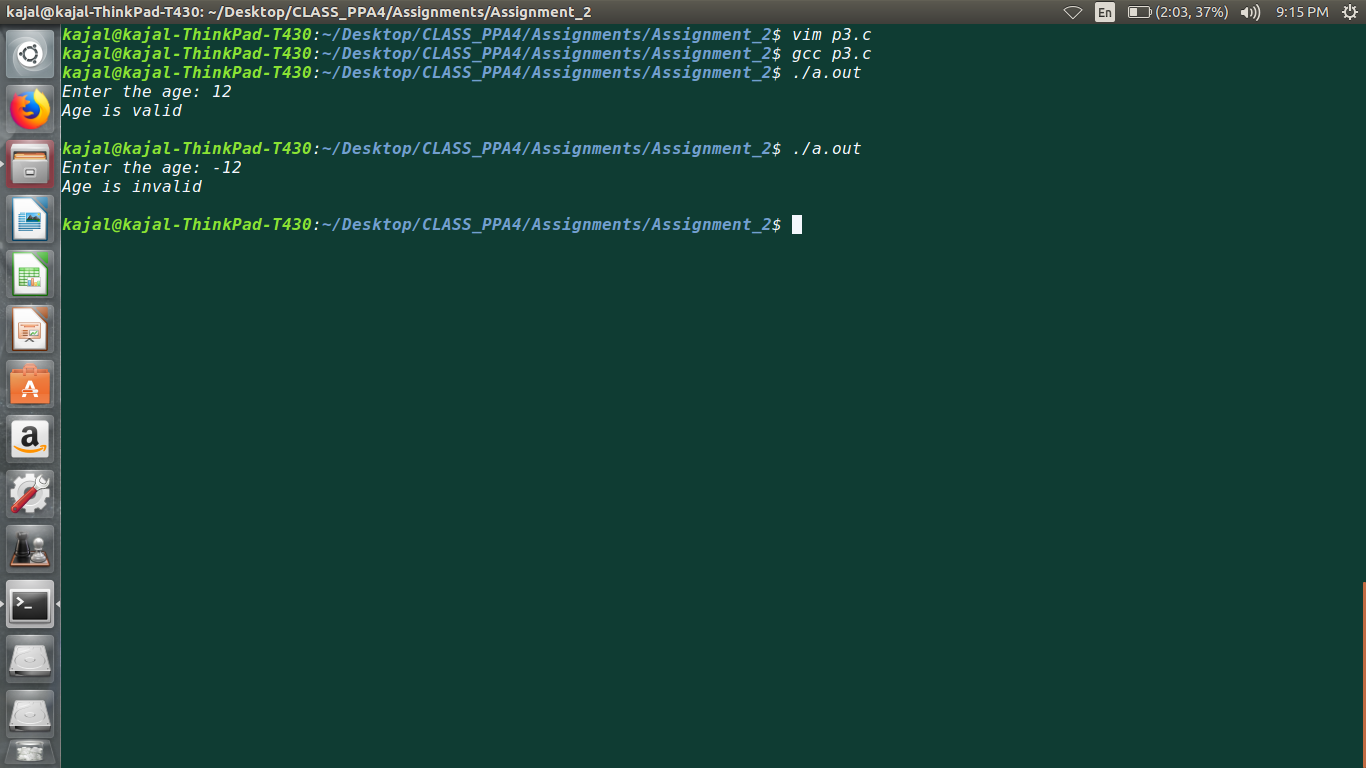 kajal@kajal-ThinkPad-T430: ~/Desktop/CLASS_PPA4/Assignments/Assignment_2 En (2:03, 37%) 9:15 PM
kajal@kajal-ThinkPad-T430:~/Desktop/CLASS_PPA4/Assignments/Assignment_2$ vim p3.c
kajal@kajal-ThinkPad-T430:~/Desktop/CLASS_PPA4/Assignments/Assignment_2$ gcc p3.c
kajal@kajal-ThinkPad-T430:~/Desktop/CLASS_PPA4/Assignments/Assignment_2$ ./a.out
Enter the age: 12
Age is valid
kajal@kajal-ThinkPad-T430:~/Desktop/CLASS_PPA4/Assignments/Assignment_2$ ./a.out
Enter the age: -12
Age is invalid
kajal@kajal-ThinkPad-T430:~/Desktop/CLASS_PPA4/Assignments/Assignment_2$